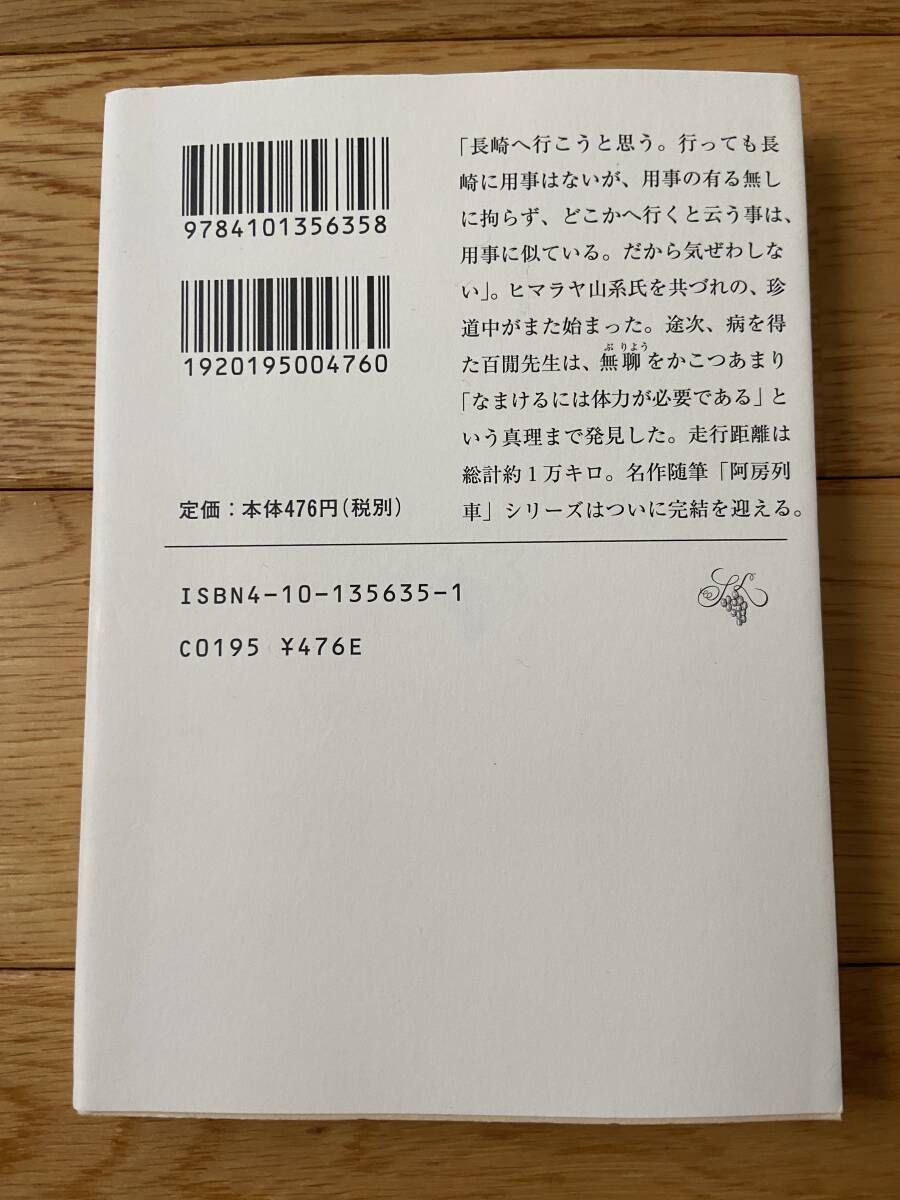 9784101356358
1920195004760
定価：本体476円（税別）
「長崎へ行こうと思う。行っても長
崎に用事はないが、用事の有る無し
に拘らず、どこかへ行くと云う事は、
用事に似ている。だから気ぜわしな
い」。ヒマラヤ山系氏を共づれの、珍
道中がまた始まった。途次、病を得
ぶりよう
た百閒先生は、無聊をかこつあまり
「なまけるには体力が必要である」と
いう真理まで発見した。走行距離は
総計約１万キロ。名作随筆「阿房列
車」シリーズはついに完結を迎える。
ISBN4-10-135635-1
C0195 ¥476E